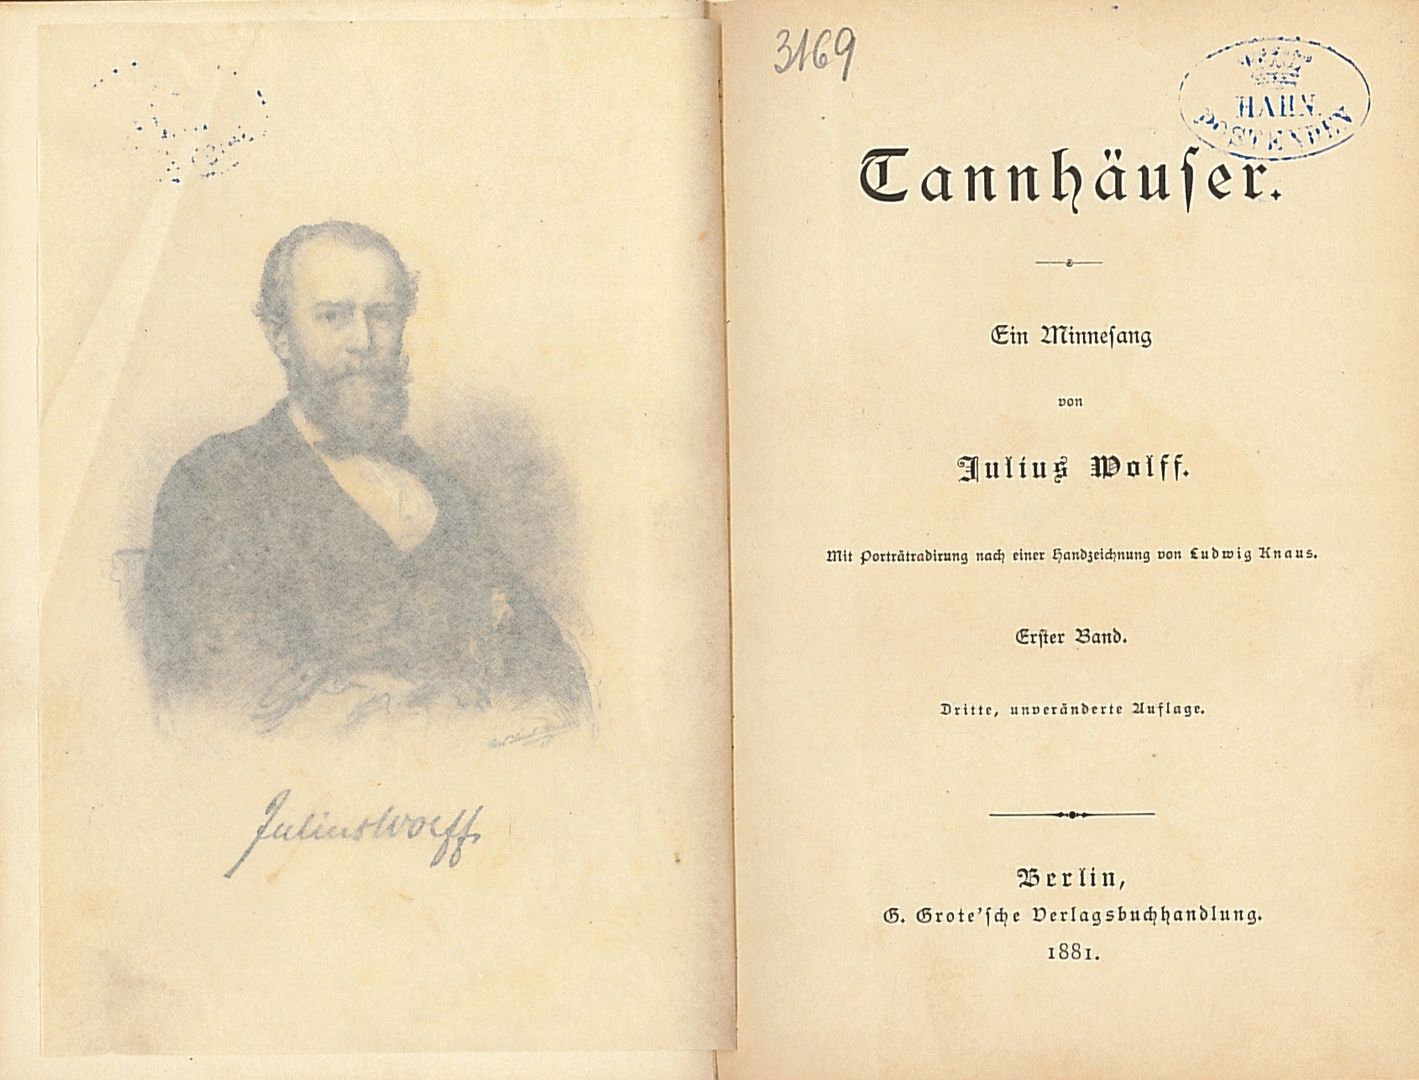 Julius Wolff.
3169
HAHN
POSTENDEN
Tannhäuſer.
Ein Minneſang
von
Julius Wolff.
Mit Porträtradirung nach einer Handzeichnung von Ludwig Knaus.
Erſter Band.
Dritte, unveränderte Auflage.
Berlin,
G. Grote'ſche Verlagsbuchhandlung.
1881.